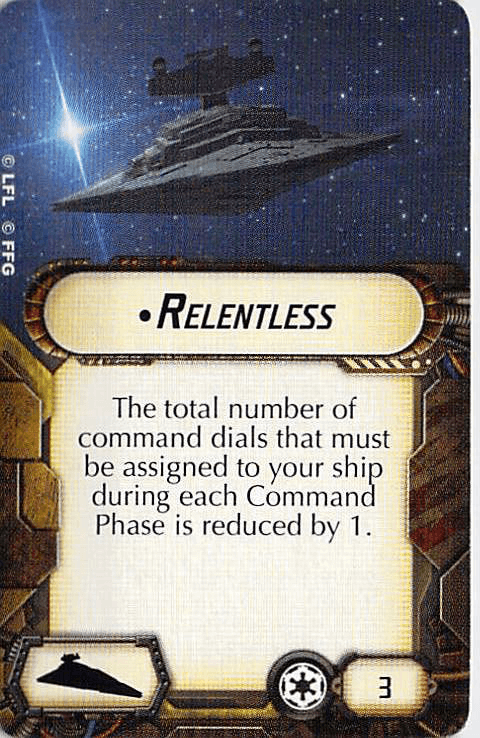 © LFL © FFG
• RELENTLESS
The total number of
command dials that must
be assigned to your ship
during each Command
Phase is reduced by 1.
3